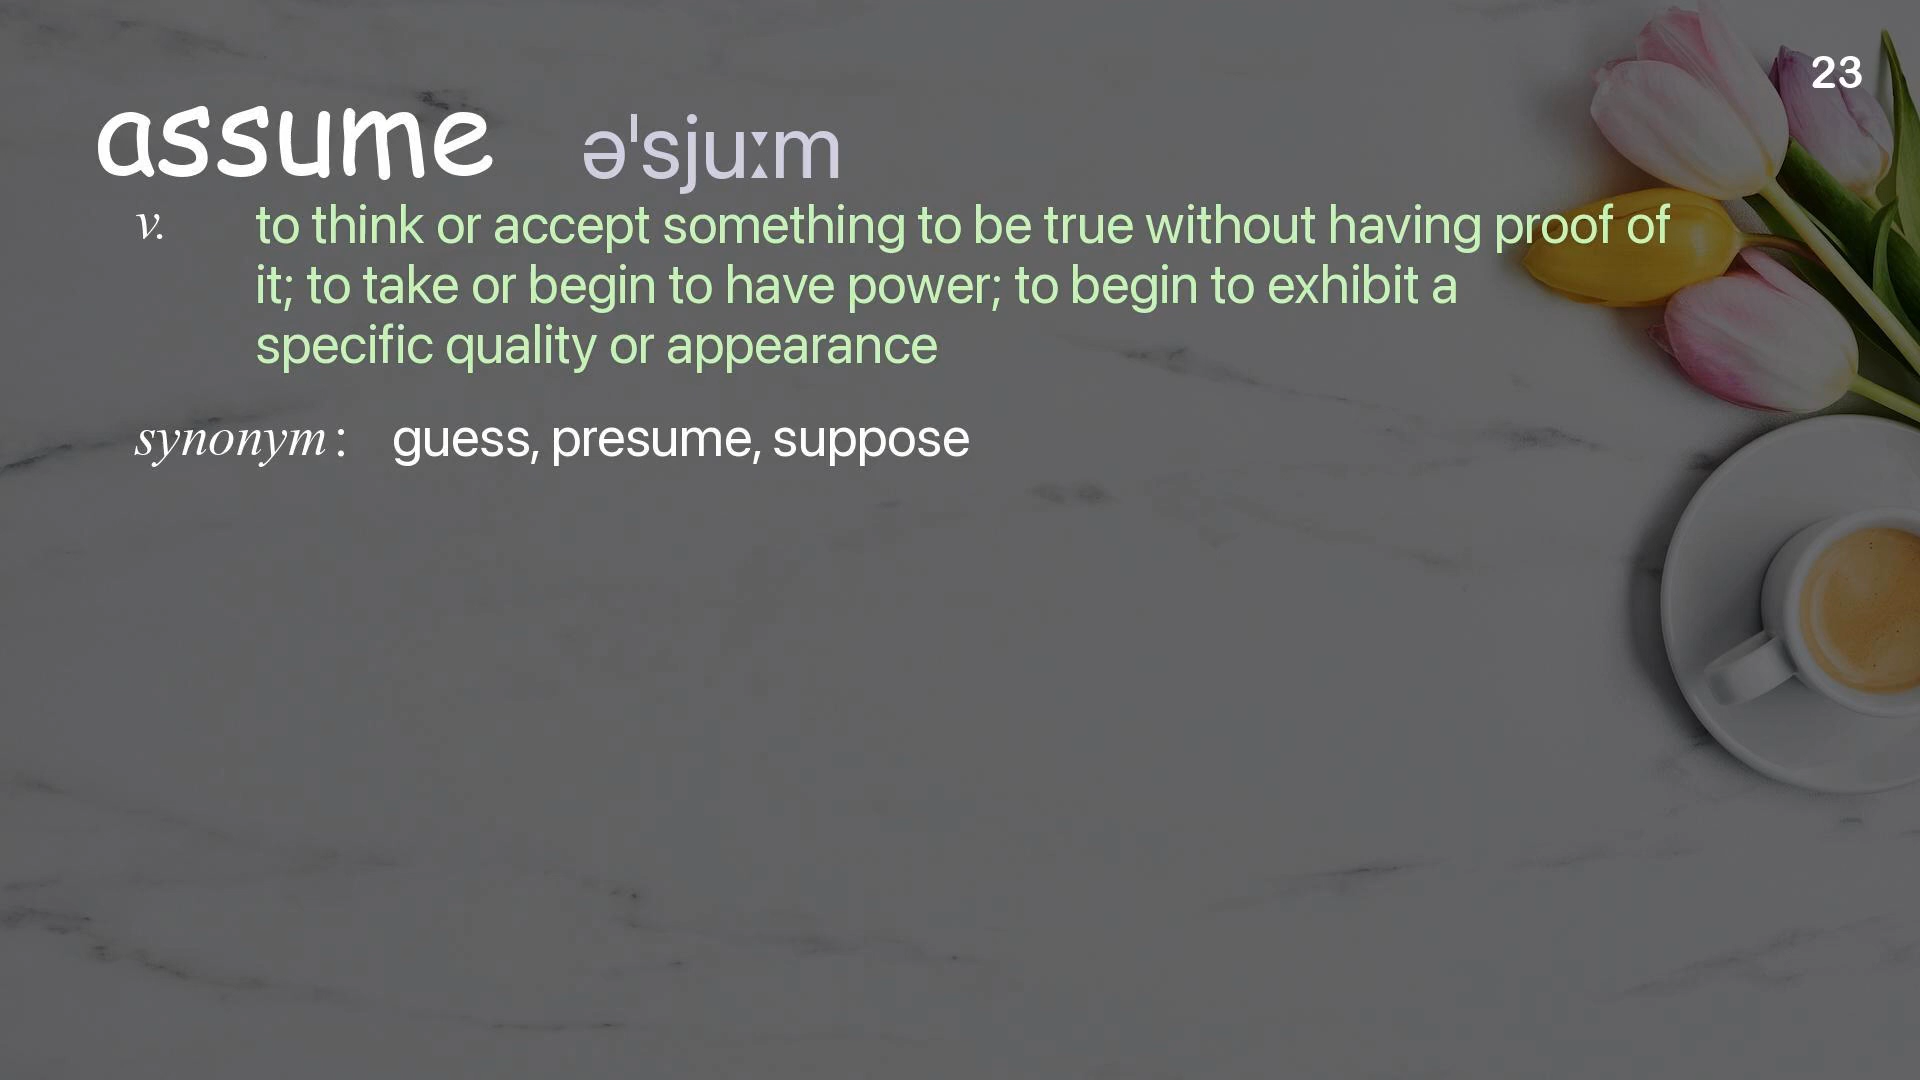 23
assume əˈsjuːm
v. to think or accept something to be true without having proof of
it; to take or begin to have power; to begin to exhibit a
specific quality or appearance
synonym : guess, presume, suppose